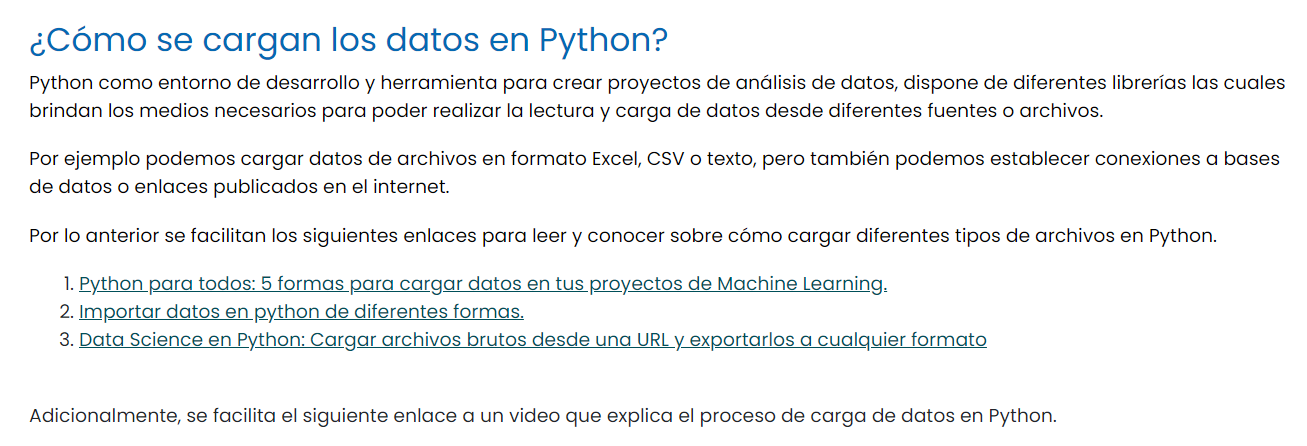 ¿Cómo se cargan los datos en Python?
Python como entorno de desarrollo y herramienta para crear proyectos de análisis de datos, dispone de diferentes librerías las cuales
brindan los medios necesarios para poder realizar la lectura y carga de datos desde diferentes fuentes o archivos.
Por ejemplo podemos cargar datos de archivos en formato Excel, CSV o texto, pero también podemos establecer conexiones a bases
de datos o enlaces publicados en el internet.
Por lo anterior se facilitan los siguientes enlaces para leer y conocer sobre cómo cargar diferentes tipos de archivos en Python.
1. Python para todos: 5 formas para cargar datos en tus proyectos de Machine Learning.
2. Importar datos en python de diferentes formas.
3. Data Science en Python: Cargar archivos brutos desde una URL y exportarlos a cualquier formato
Adicionalmente, se facilita el siguiente enlace a un video que explica el proceso de carga de datos en Python.